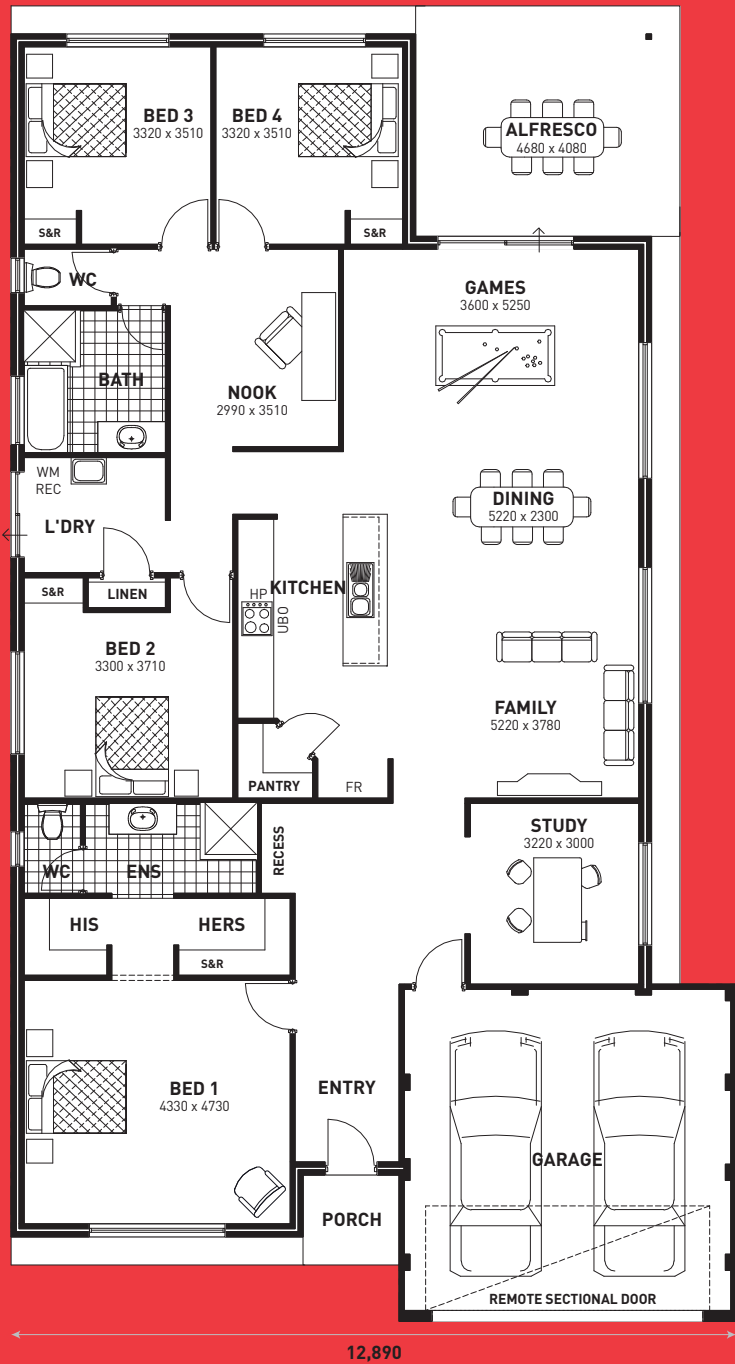 BED 3
3320 x 3510
BED 4
3320 x 3510
ALFRESCO
4680 x 4080
S&R
S&R
WC
GAMES
3600 x 5250
BATH
NOOK
2990 x 3510
WM
REC
L'DRY
DINING
5220 x 2300
S&R
LINEN
HP
UBO
KITCHEN
BED 2
3300 x 3710
FAMILY
5220 x 3780
PANTRY
FR
STUDY
3220 x 3000
WC
ENS
RECESS
HIS
HERS
S&R
BED 1
4330 x 4730
ENTRY
GARAGE
PORCH
REMOTE SECTIONAL DOOR
12,890